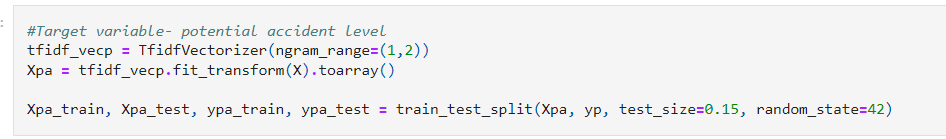 :
#Target variable- potential accident level
tfidf_vecp = TfidfVectorizer(ngram_range=(1,2))
Xpa = tfidf_vecp.fit_transform(X).toarray()
Xpa_train, Xpa_test, ypa_train, ypa_test = train_test_split(Xpa, yp, test_size=0.15, random_state=42)